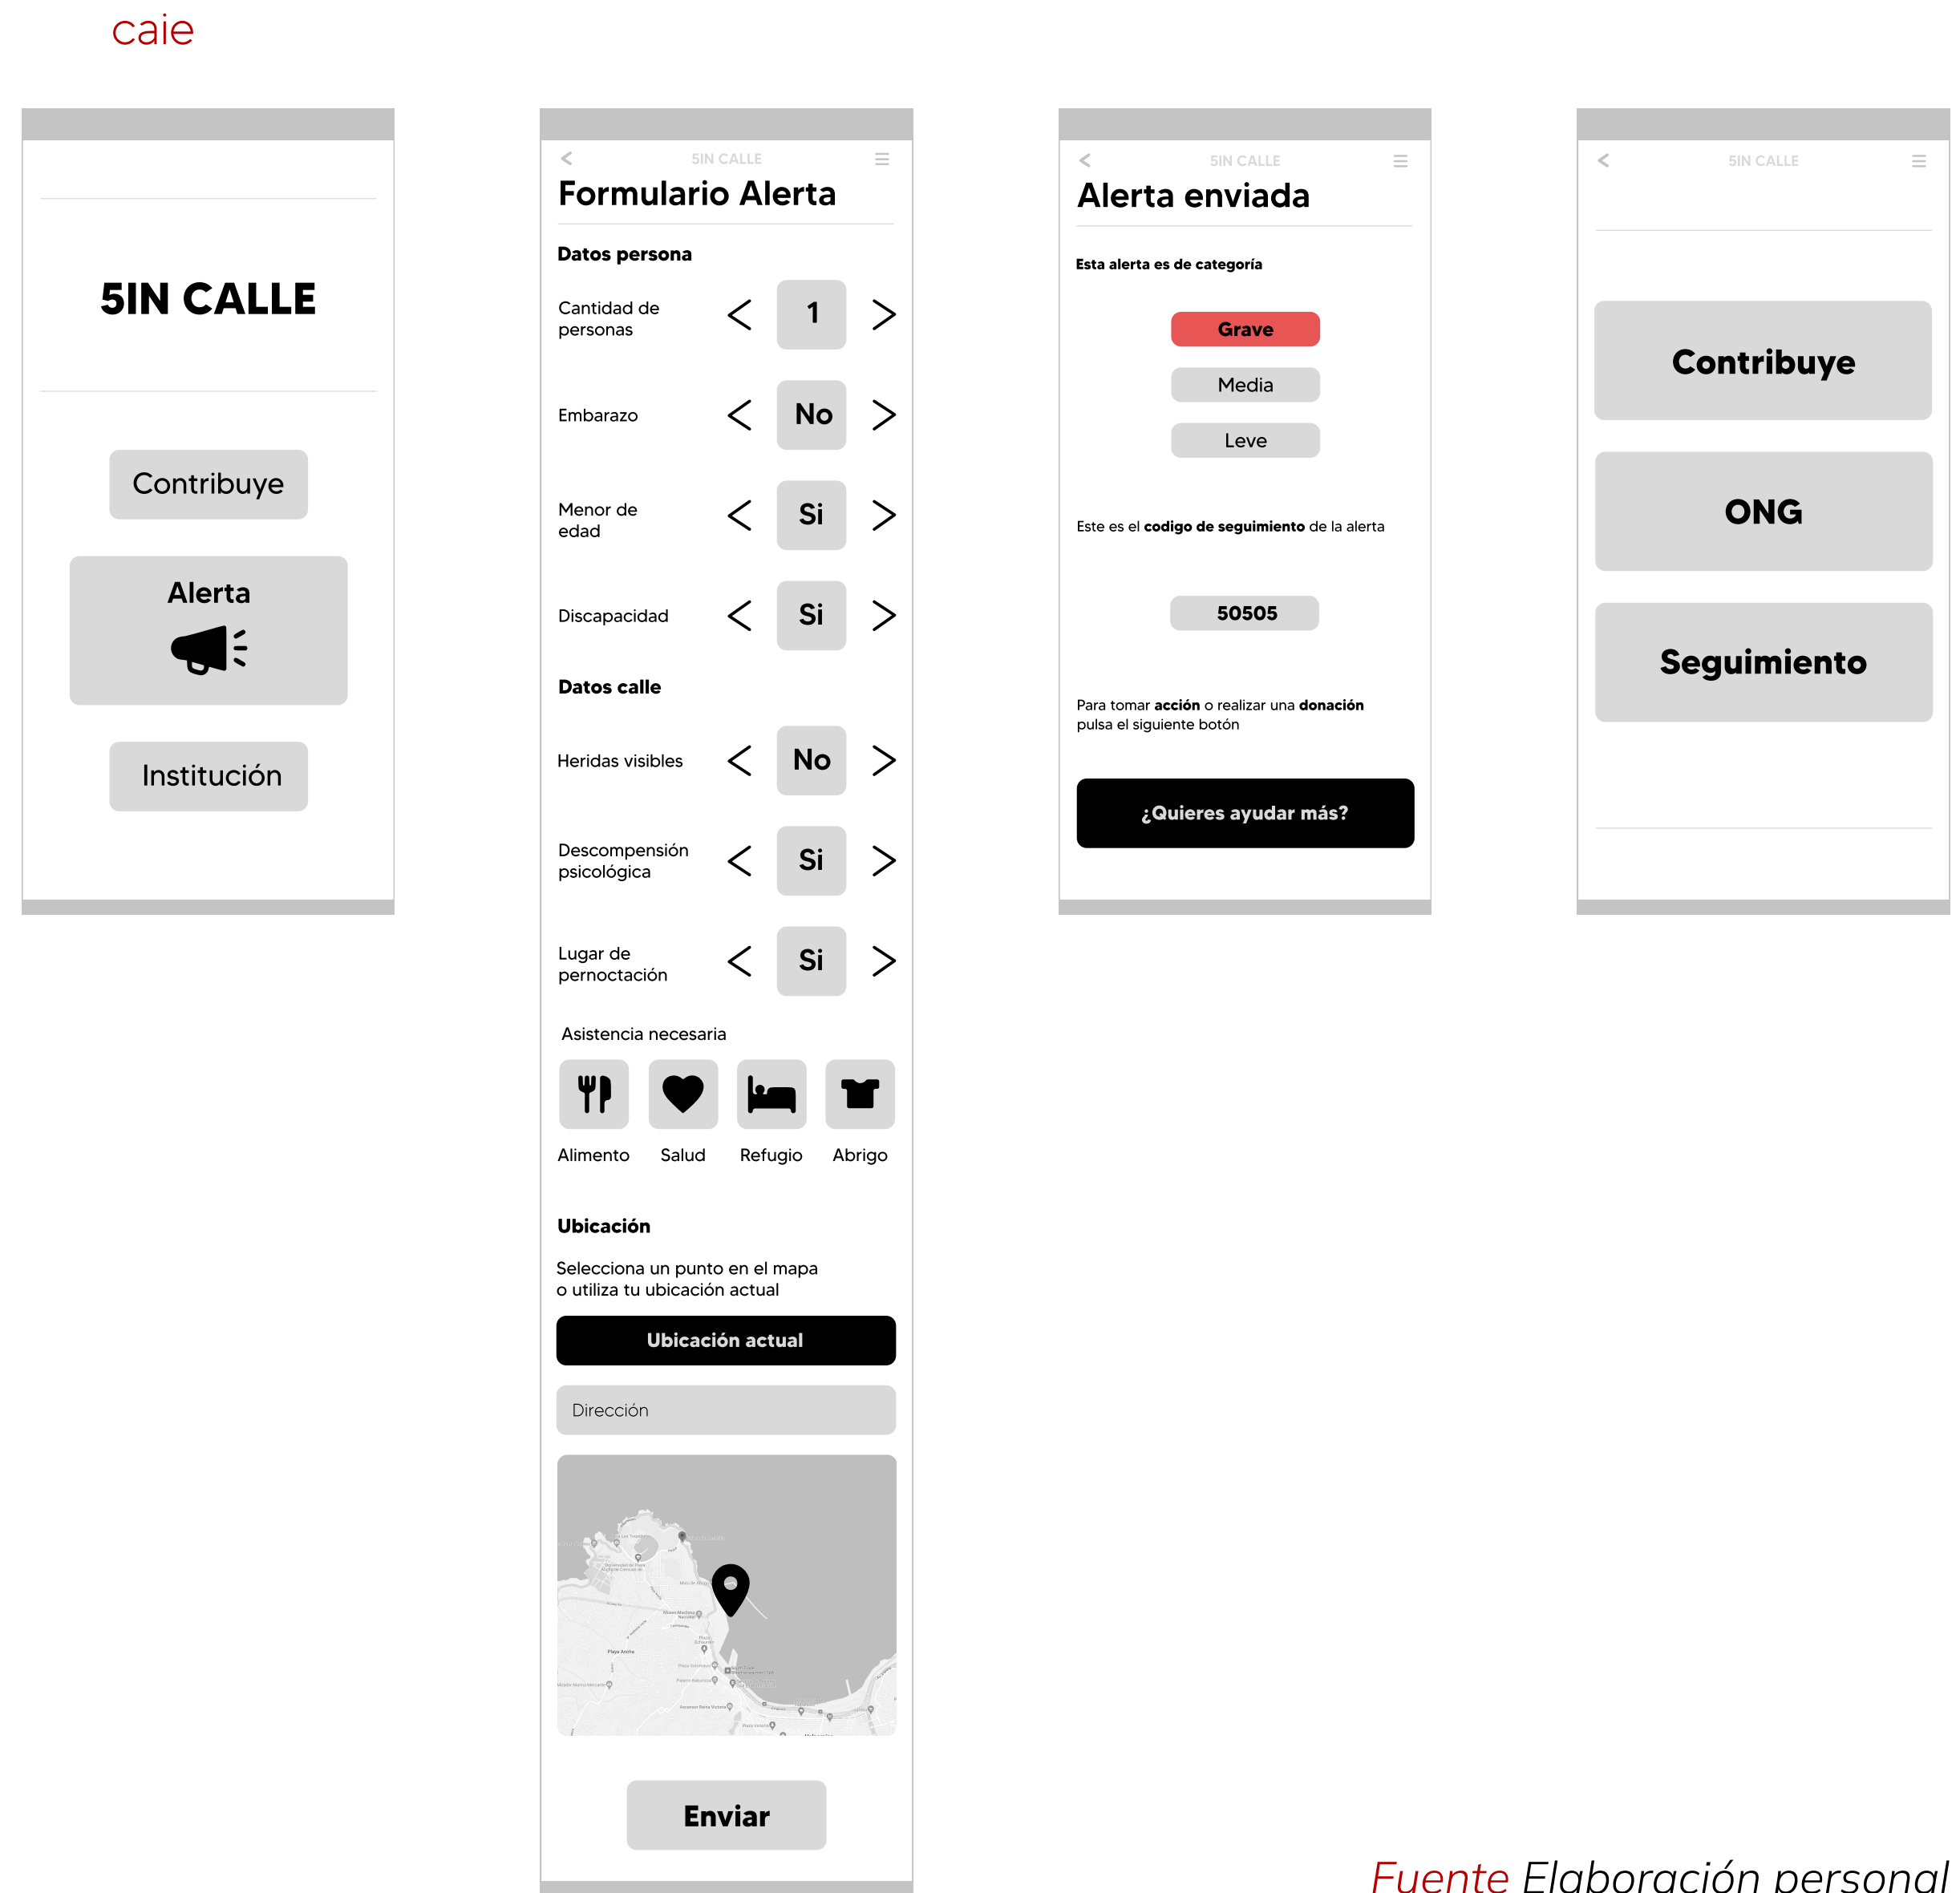 caie
5IN CALLE
Contribuye
Alerta
Institución
5IN CALLE
Formulario Alerta
Datos persona
Cantidad de
personas
1
Embarazo
No
Menor de
edad
Si
Discapacidad
Si
Datos calle
Heridas visibles
No
Descompensión
psicológica
Si
Lugar de
pernoctación
Si
Asistencia necesaria
Alimento
Salud
Refugio
Abrigo
Ubicación
Selecciona un punto en el mapa
o utiliza tu ubicación actual
Ubicación actual
Dirección
Playa Ancha
Enviar
5IN CALLE
Alerta enviada
Esta alerta es de categoría
Grave
Media
Leve
Este es el codigo de seguimiento de la alerta
50505
Para tomar acción o realizar una donación
pulsa el siguiente botón
¿Quieres ayudar más?
5IN CALLE
Contribuye
ONG
Seguimiento
Fuente Elaboración personal